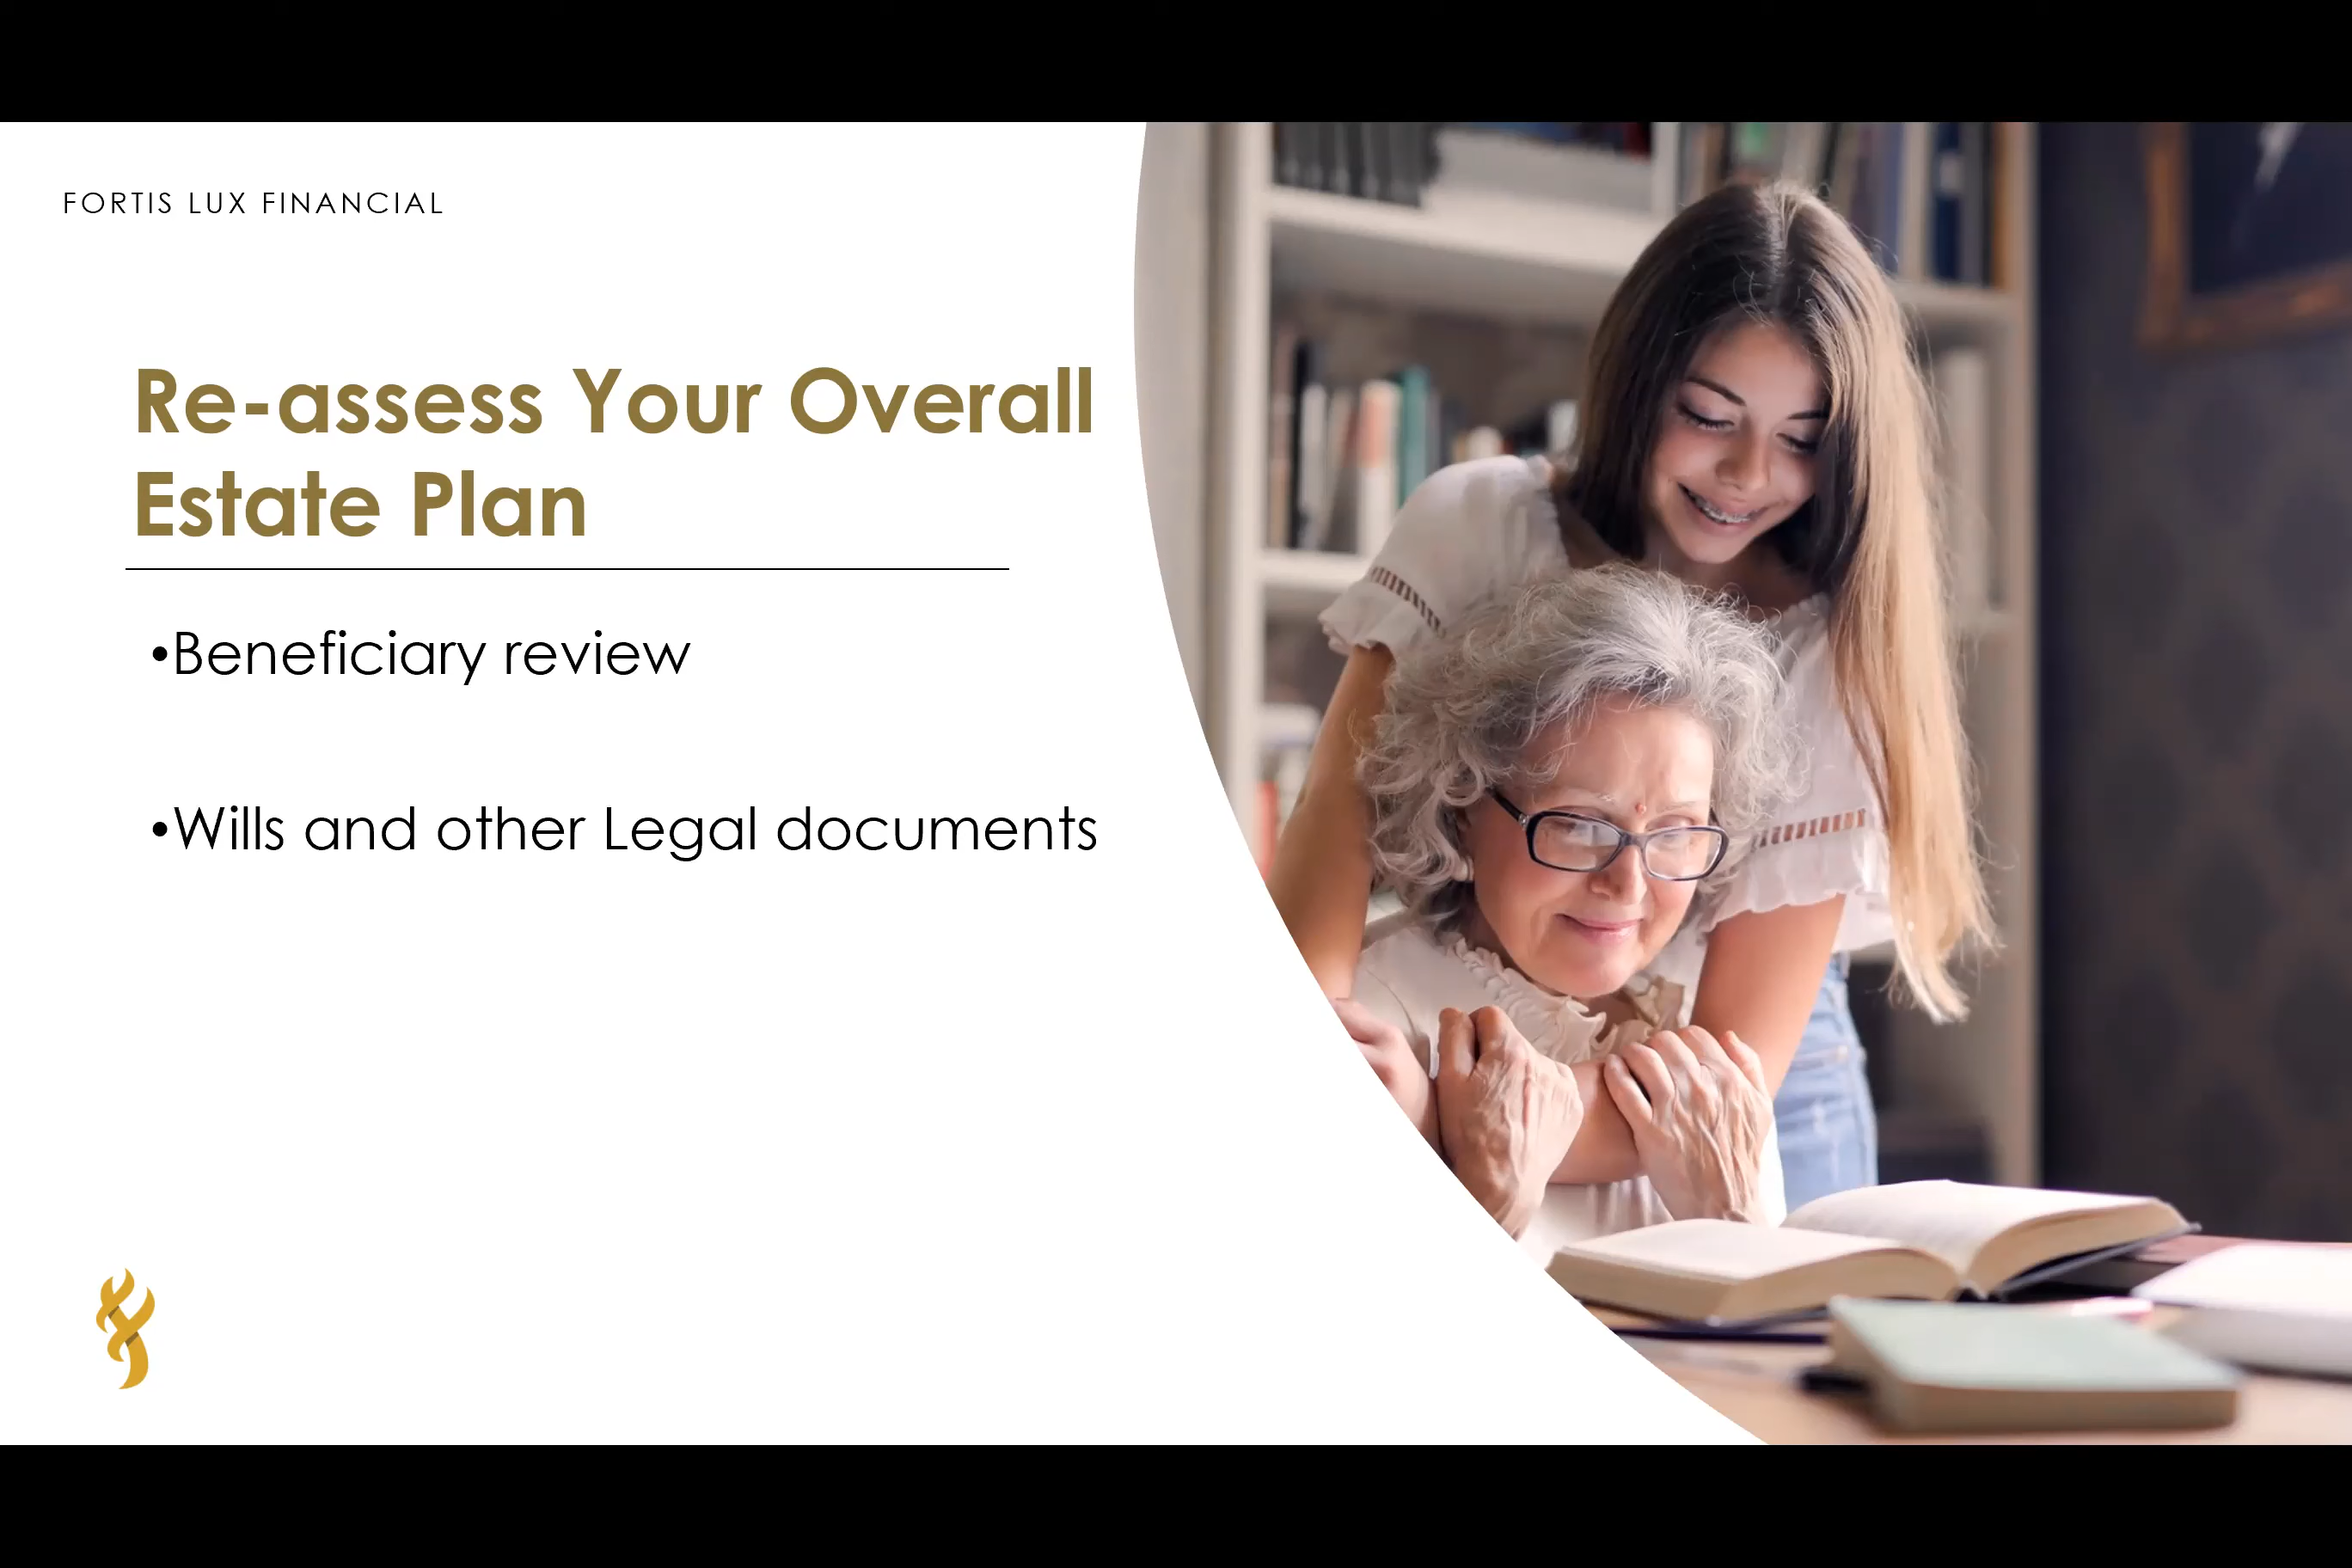 FORTIS LUX FINANCIAL
Re-assess Your Overall
Estate Plan
•Beneficiary review
•Wills and other Legal documents